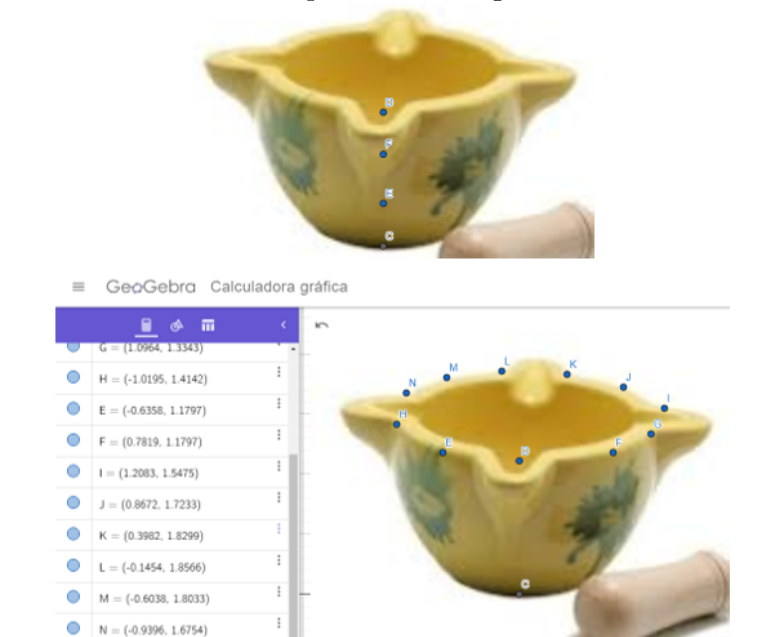 F
E
C
GeoGebra Calculadora gráfica
G = (1.0964, 1.3343)
H = (-1.0195, 1.4142)
E = (-0.6358, 1.1797)
F = (0.7819, 1.1797)
I = (1.2083, 1.5475)
J = (0.8672, 1.7233)
K = (0.3982, 1.8299)
L = (-0.1454, 1.8566)
M = (-0.6038, 1.8033)
N = (-0.9396, 1.6754)
L
K
M
J
N
I
H
G
E
F
C